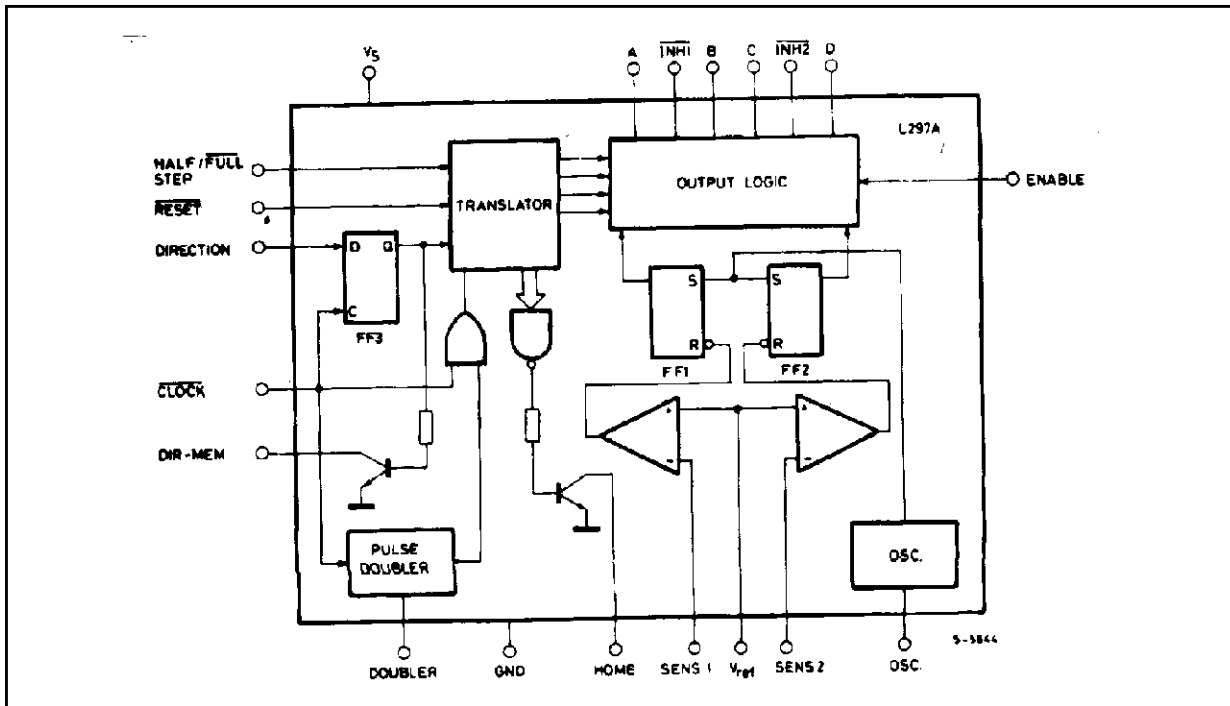 Vs
A
INH1
B
C
INH2
D
L297A
HALF/FULL
STEP
RESET
DIRECTION
TRANSLATOR
OUTPUT LOGIC
ENABLE
D
Q
C
FF3
S
R
FF1
S
R
FF2
CLOCK
+
−
+
−
DIR-MEM
PULSE
DOUBLER
OSC.
S-5844
DOUBLER
GND
HOME
SENS 1
Vref
SENS 2
OSC.